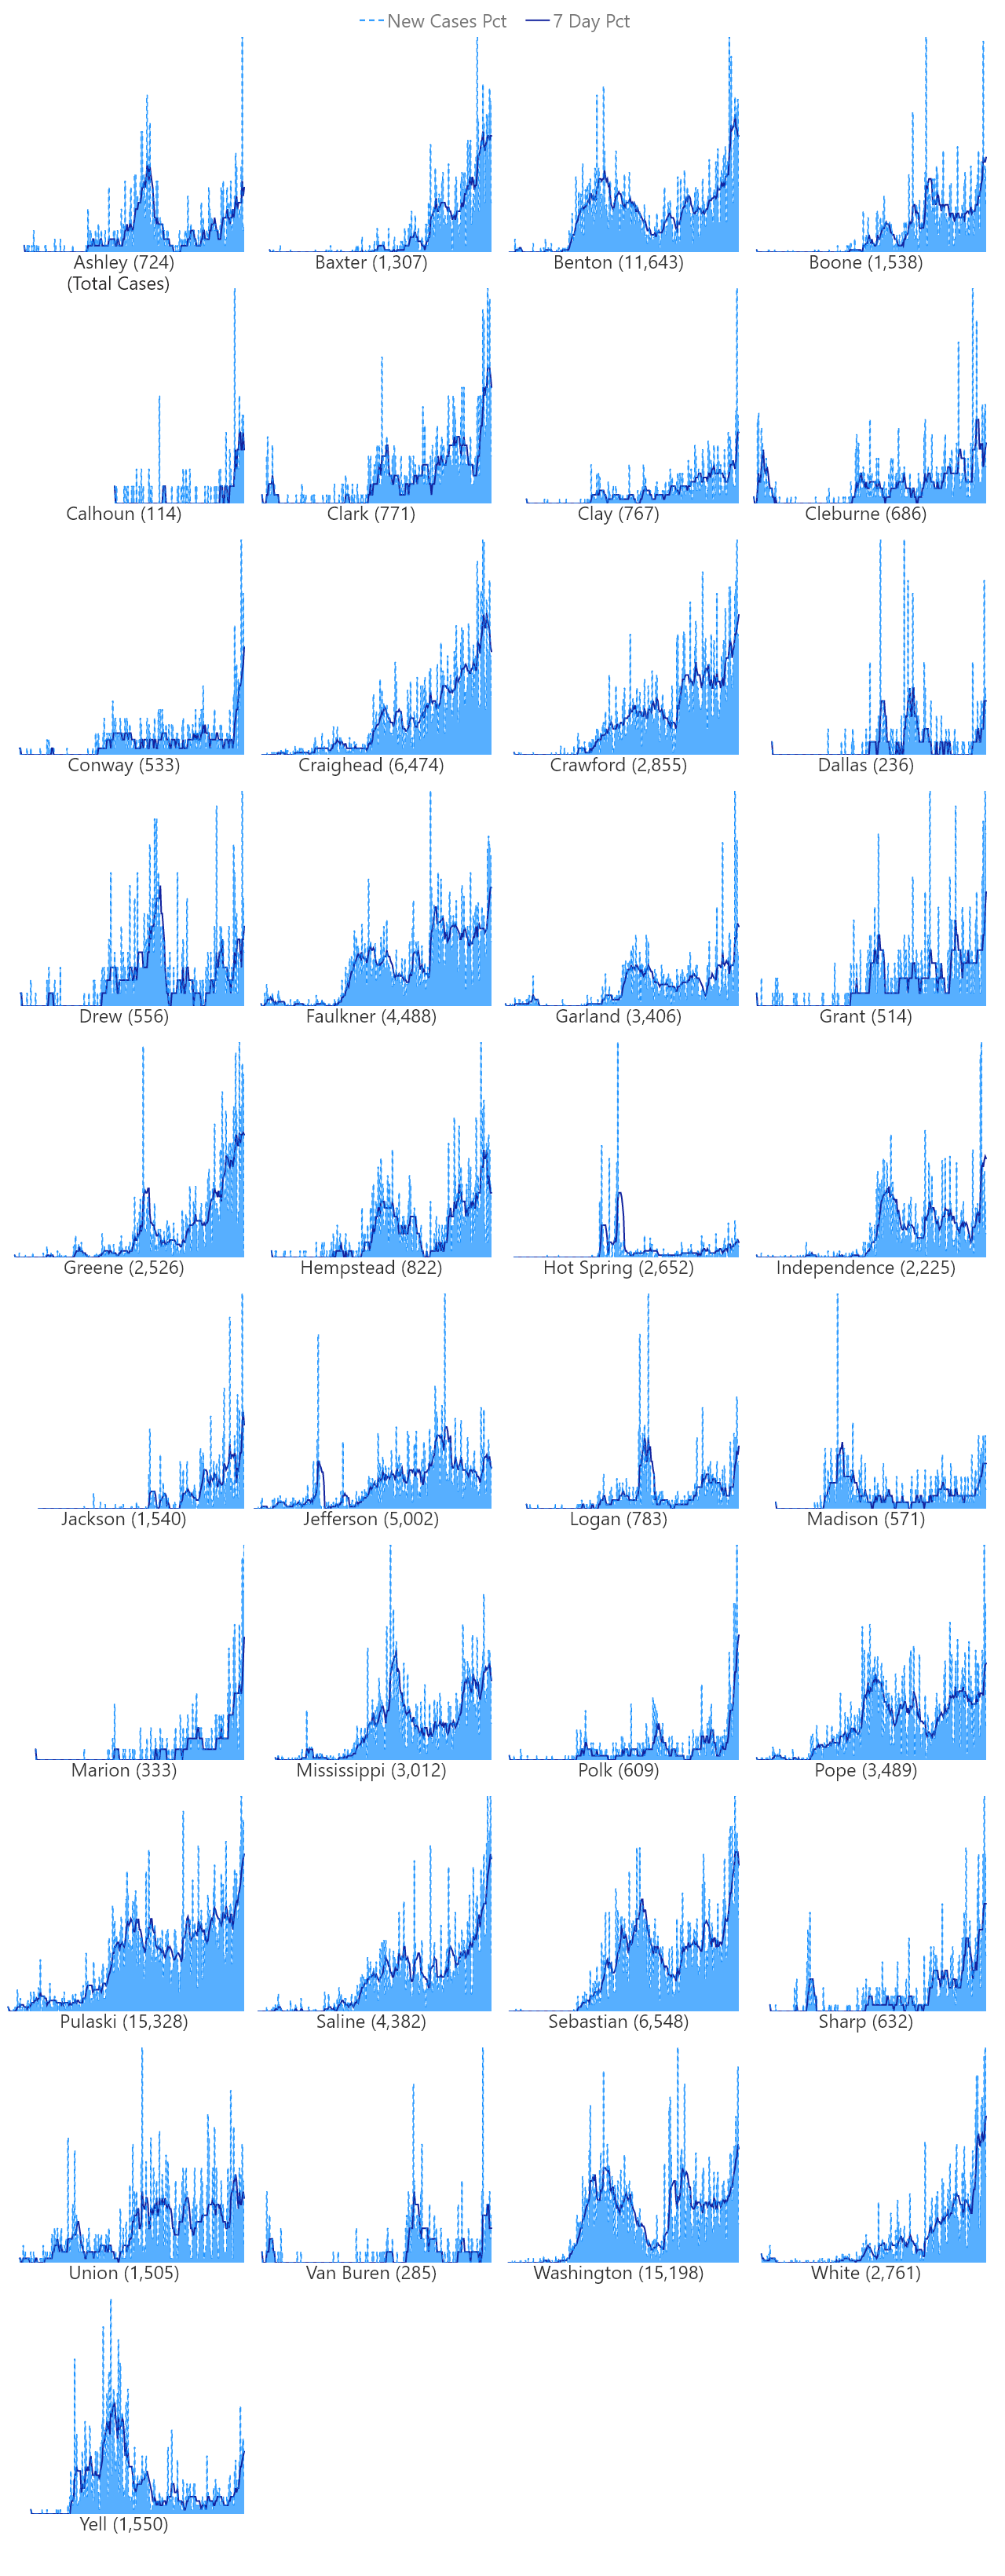 New Cases Pct 7 Day Pct
Ashley (724) Baxter (1,307) Benton (11,643) Boone (1,538)
(Total Cases)
Calhoun (114) Clark (771) Clay (767) Cleburne (686)
Conway (533) Craighead (6,474) Crawford (2,855) Dallas (236)
Drew (556) Faulkner (4,488) Garland (3,406) Grant (514)
Greene (2,526) Hempstead (822) Hot Spring (2,652) Independence (2,225)
Jackson (1,540) Jefferson (5,002) Logan (783) Madison (571)
Marion (333) Mississippi (3,012) Polk (609) Pope (3,489)
Pulaski (15,328) Saline (4,382) Sebastian (6,548) Sharp (632)
Union (1,505) Van Buren (285) Washington (15,198) White (2,761)
Yell (1,550)